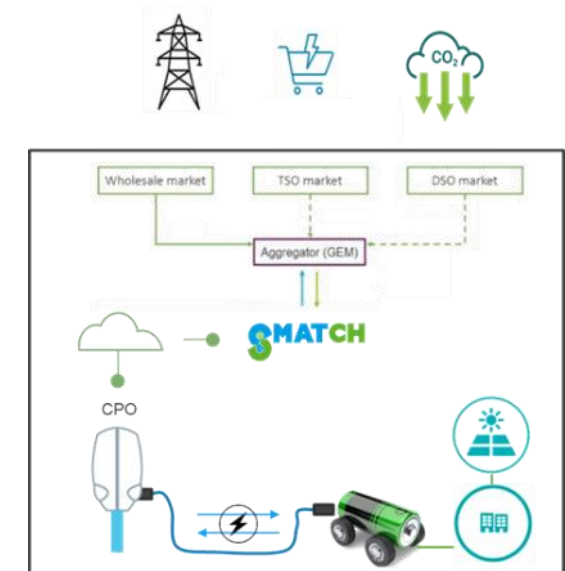 CO2
Wholesale market
TSO market
DSO market
Aggregator (GEM)
SMATCH
CPO